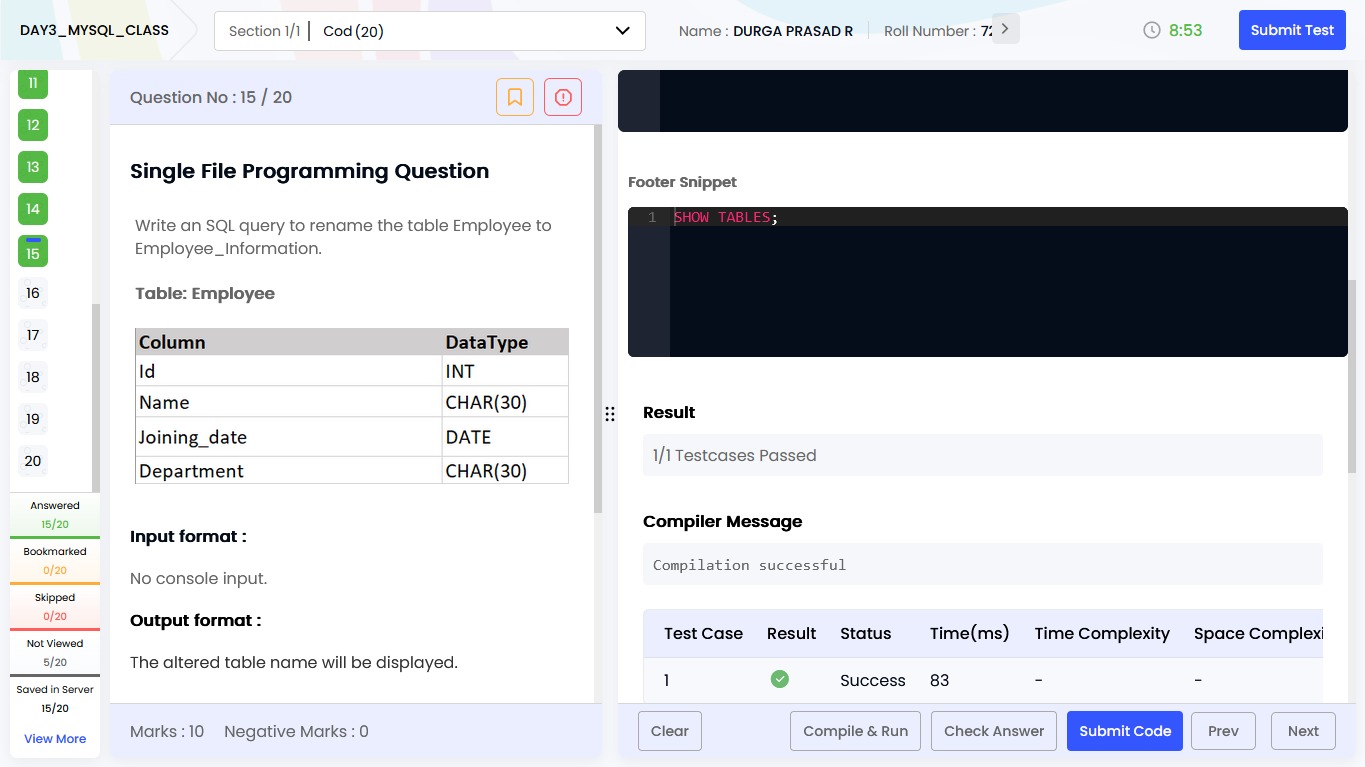 DAY3_MYSQL_CLASS
Section 1/1 | Cod (20)
Name : DURGA PRASAD R
Roll Number : 72
8:53
Submit Test
11
12
13
14
15
16
17
18
19
20
Answered
15/20
Bookmarked
0/20
Skipped
0/20
Not Viewed
5/20
Saved in Server
15/20
View More
Question No : 15 / 20
Single File Programming Question
Write an SQL query to rename the table Employee to
Employee_Information.
Table: Employee
Column DataType
Id INT
Name CHAR(30)
Joining_date DATE
Department CHAR(30)
Input format :
No console input.
Output format :
The altered table name will be displayed.
Marks : 10 Negative Marks : 0
Footer Snippet
1 SHOW TABLES;
Result
1/1 Testcases Passed
Compiler Message
Compilation successful
Test Case Result Status Time(ms) Time Complexity Space Complexi
1 Success 83 - -
Clear Compile & Run Check Answer Submit Code Prev Next